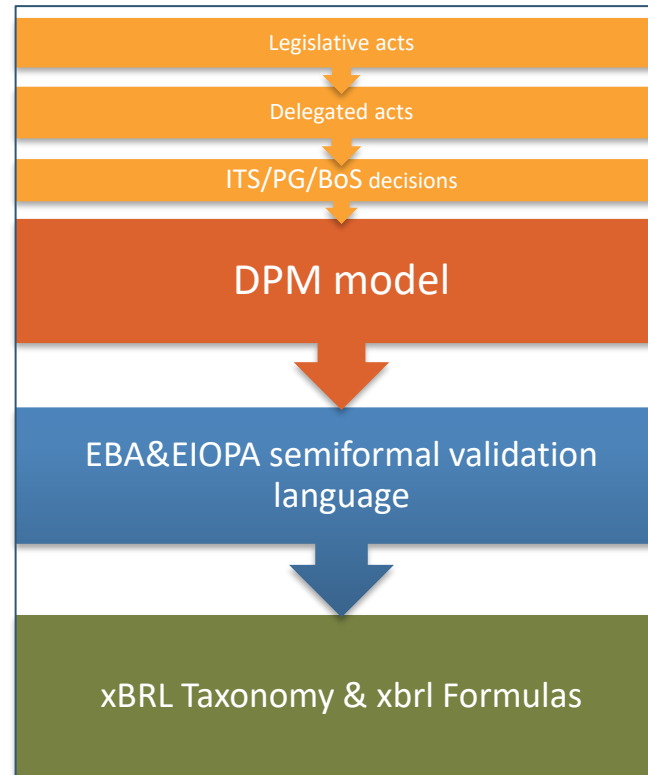 Legislative acts
Delegated acts
ITS/PG/BoS decisions
DPM model
EBA&EIOPA semiformal validation
language
xBRL Taxonomy & xbrl Formulas